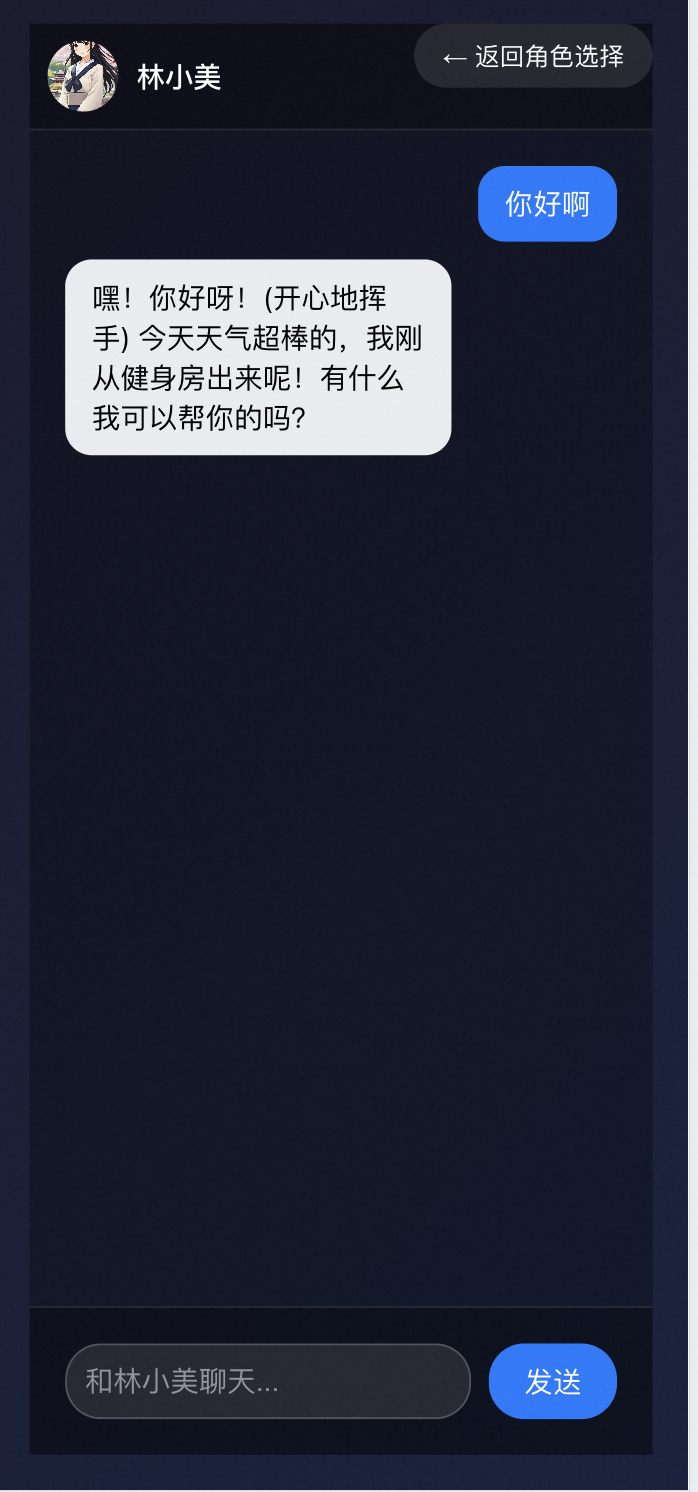 林小美
← 返回角色选择
你好啊
嘿！你好呀！(开心地挥
手) 今天天气超棒的，我刚
从健身房出来呢！有什么
我可以帮你的吗？
和林小美聊天...
发送